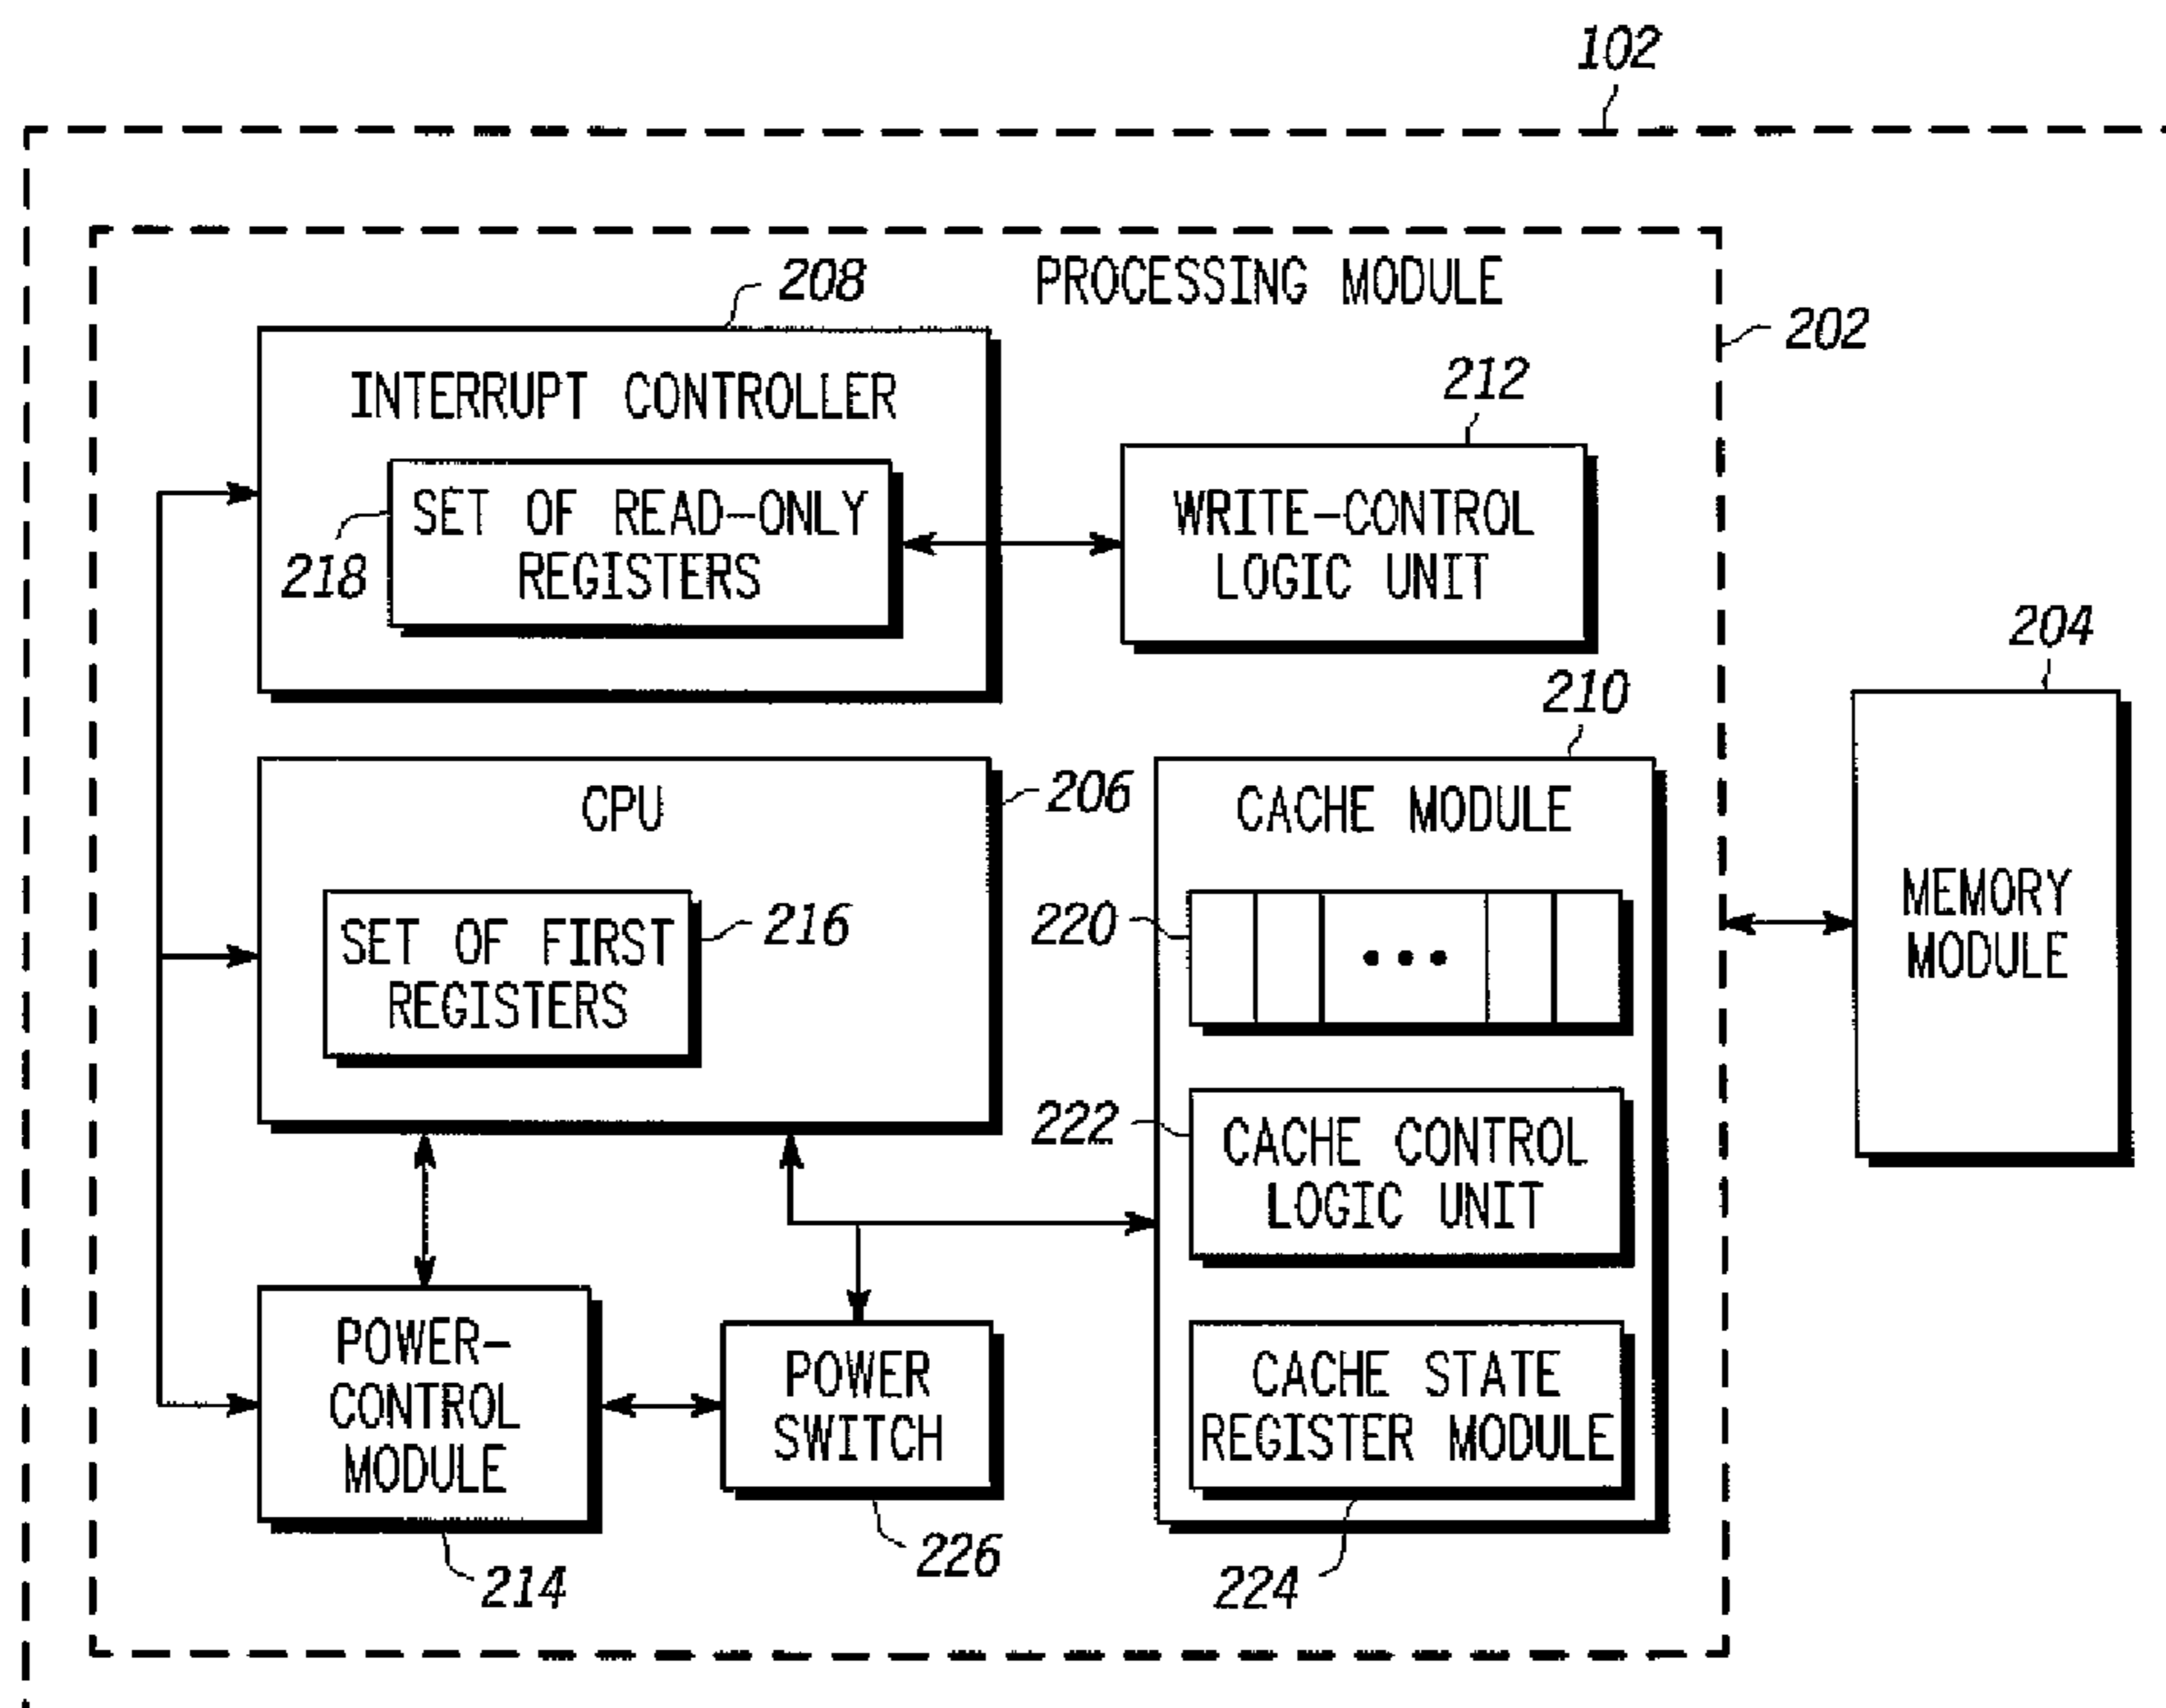 102
PROCESSING MODULE
208
202
INTERRUPT CONTROLLER
212
SET OF READ-ONLY
REGISTERS
218
WRITE-CONTROL
LOGIC UNIT
204
210
CPU
206
CACHE MODULE
MEMORY
MODULE
SET OF FIRST
REGISTERS
216
220
222
CACHE CONTROL
LOGIC UNIT
POWER-
CONTROL
MODULE
POWER
SWITCH
CACHE STATE
REGISTER MODULE
214
226
224